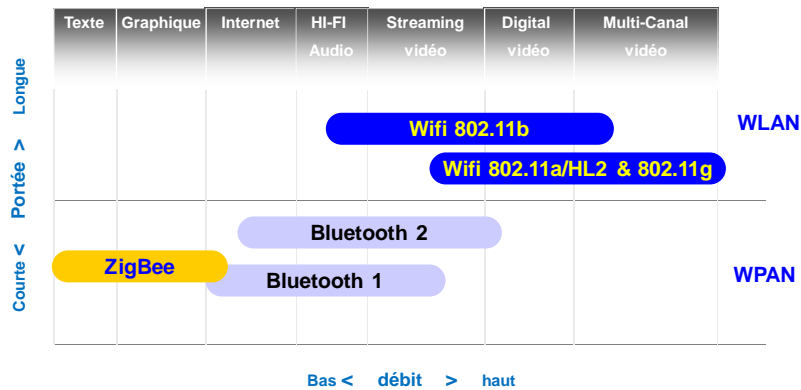 Texte Graphique Internet HI-FI Streaming Digital Multi-Canal
Audio vidéo vidéo vidéo
Courte < Portée > Longue
Wifi 802.11b
WLAN
Wifi 802.11a/HL2 & 802.11g
Bluetooth 2
ZigBee
Bluetooth 1
WPAN
Bas < débit > haut